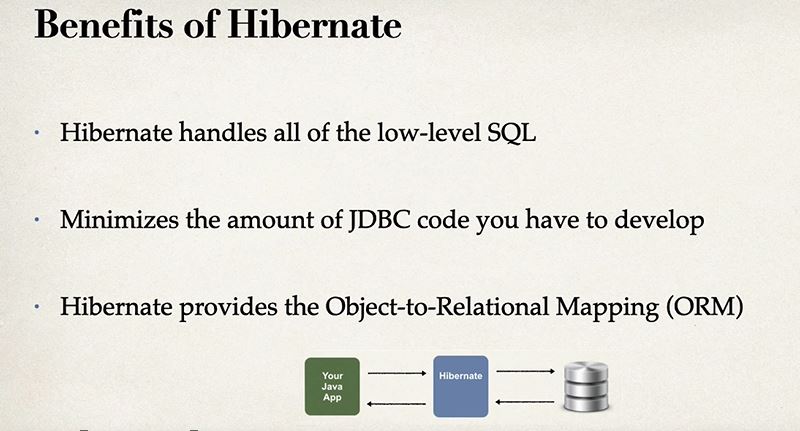 Benefits of Hibernate
Hibernate handles all of the low-level SQL
Minimizes the amount of JDBC code you have to develop
Hibernate provides the Object-to-Relational Mapping (ORM)
Your
Java
App
Hibernate